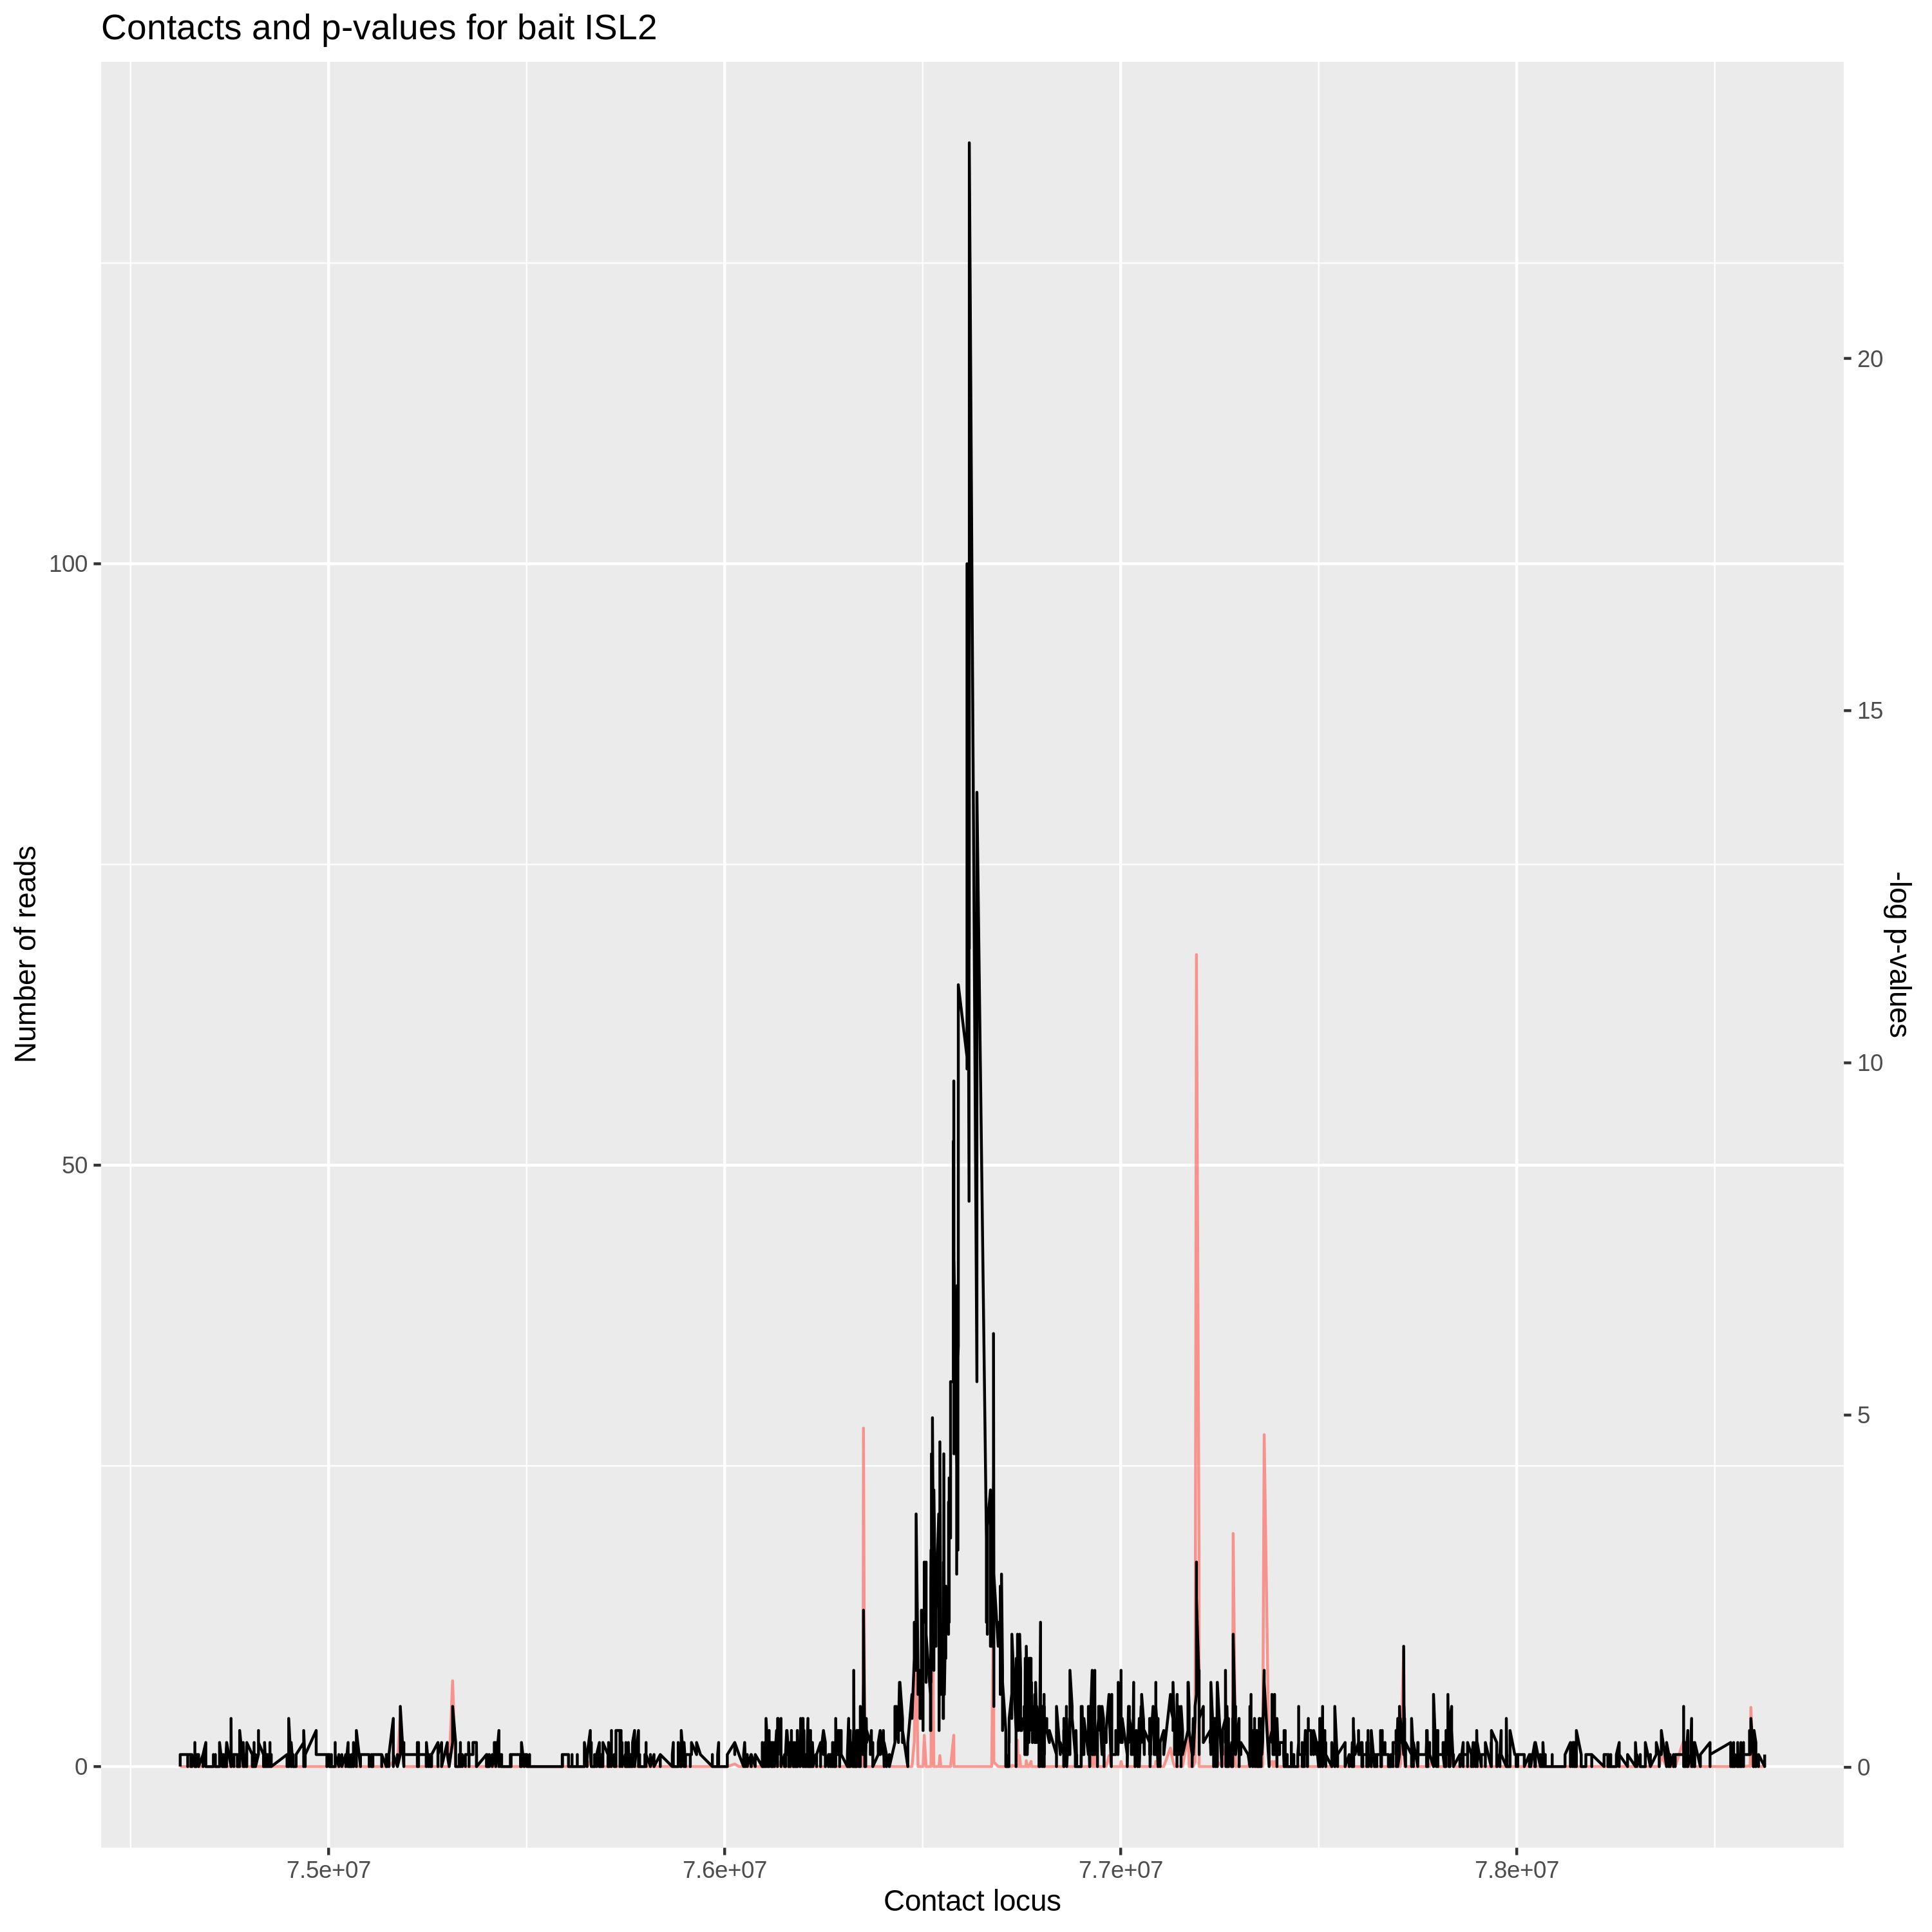 Contacts and p-values for bait ISL2
Number of reads
100
50
0
20
15
10
5
0
-log p-values
7.5e+07
7.6e+07
7.7e+07
7.8e+07
Contact locus